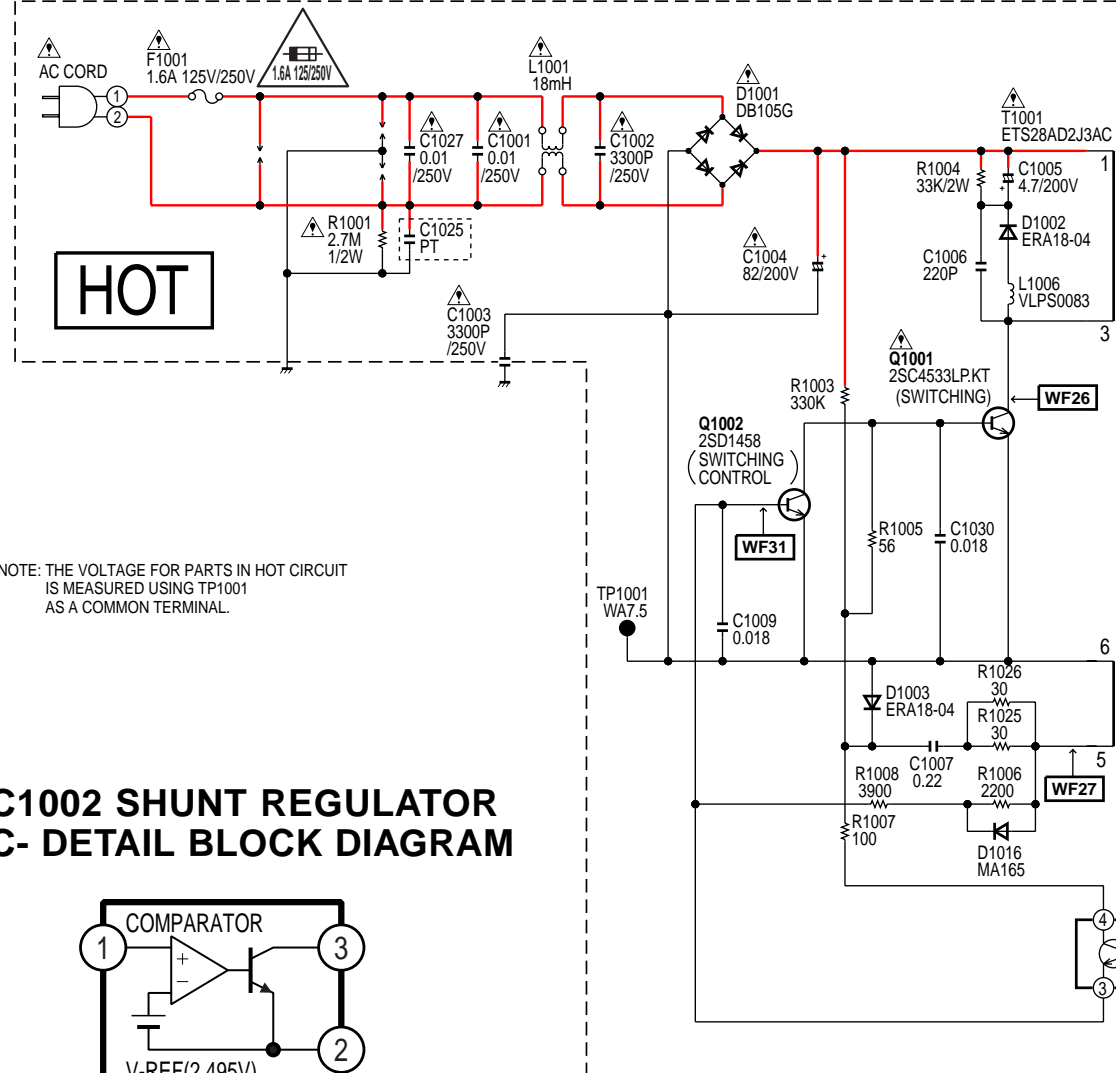 AC CORD
1
2
F1001
1.6A 125V/250V
1.6A 125/250V
L1001
18mH
D1001
DB105G
T1001
ETS28AD2J3AC
C1027
0.01
/250V
C1001
0.01
/250V
C1002
3300P
/250V
R1004
33K/2W
C1005
+
4.7/200V
1
R1001
2.7M
1/2W
C1025
PT
D1002
ERA18-04
C1004
82/200V
+
C1006
220P
L1006
VLPS0083
HOT
C1003
3300P
/250V
3
Q1001
2SC4533LP.KT
(SWITCHING)
WF26
R1003
330K
Q1002
2SD1458
(SWITCHING
CONTROL)
WF31
R1005
56
C1030
0.018
NOTE: THE VOLTAGE FOR PARTS IN HOT CIRCUIT
IS MEASURED USING TP1001
AS A COMMON TERMINAL.
TP1001
WA7.5
C1009
0.018
6
D1003
ERA18-04
R1026
30
R1025
30
C1007
0.22
5
WF27
R1008
3900
R1006
2200
R1007
100
D1016
MA165
C1002 SHUNT REGULATOR
C- DETAIL BLOCK DIAGRAM
COMPARATOR
1
+
−
3
2
V-REF(2.495V)
4
3